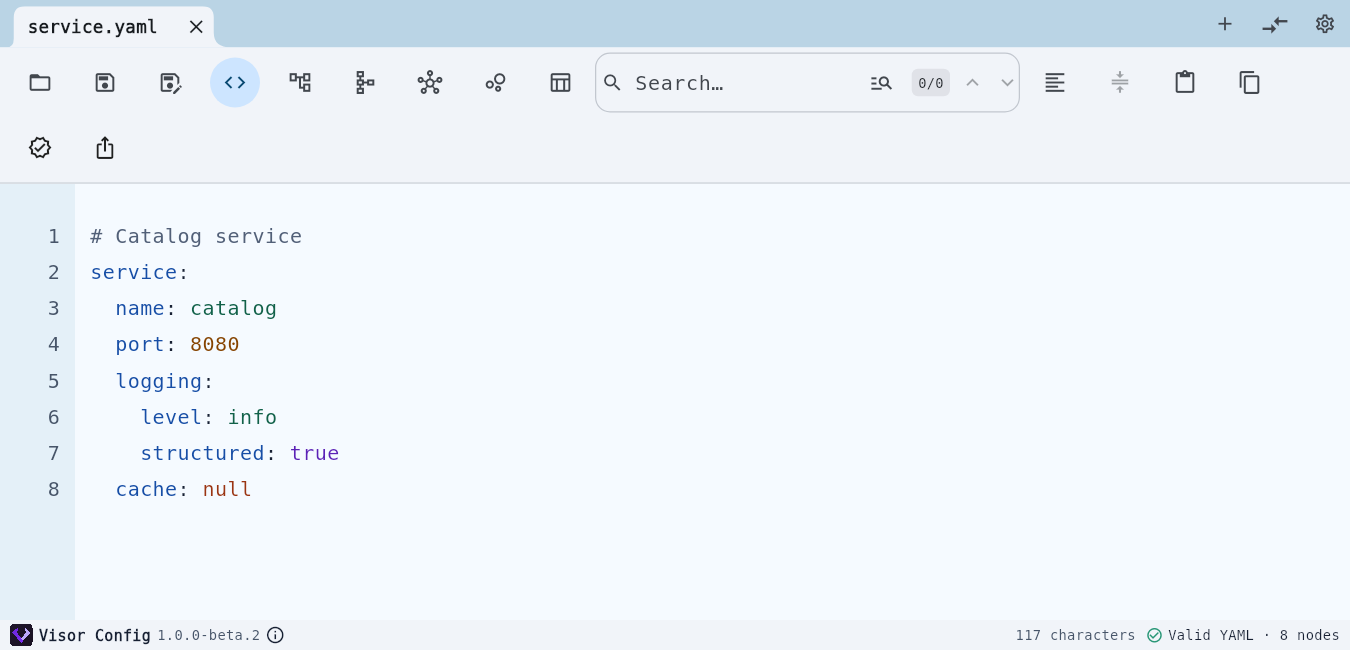 service.yaml
Search…
0/0
1 # Catalog service
2 service:
3   name: catalog
4   port: 8080
5   logging:
6     level: info
7     structured: true
8   cache: null
Visor Config 1.0.0-beta.2 117 characters Valid YAML · 8 nodes